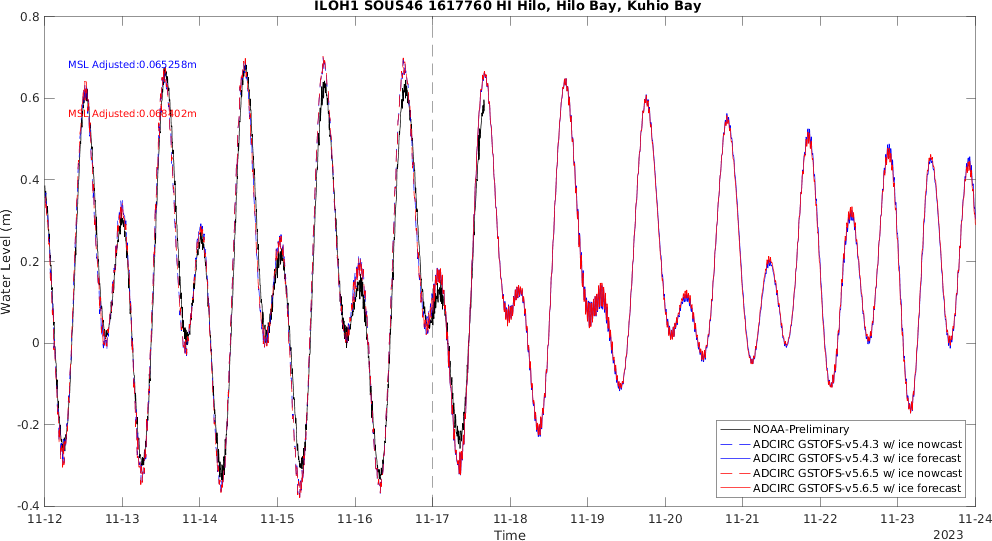 ILOH1 SOUS46 1617760 HI Hilo, Hilo Bay, Kuhio Bay
0.8
0.6
0.4
0.2
0
-0.2
-0.4
Water Level (m)
MSL Adjusted:0.065258m
MSL Adjusted:0.068402m
NOAA-Preliminary
ADCIRC GSTOFS-v5.4.3 w/ ice nowcast
ADCIRC GSTOFS-v5.4.3 w/ ice forecast
ADCIRC GSTOFS-v5.6.5 w/ ice nowcast
ADCIRC GSTOFS-v5.6.5 w/ ice forecast
11-12 11-13 11-14 11-15 11-16 11-17 11-18 11-19 11-20 11-21 11-22 11-23 11-24
Time
2023